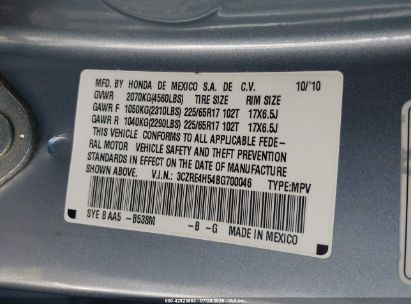 MFD. BY HONDA DE MEXICO S.A. DE C.V. 10/'10
GVWR 2070KG(4560LBS) TIRE SIZE RIM SIZE
GAWR F 1050KG(2310LBS) 225/65R17 102T 17X6.5J
GAWR R 1040KG(2290LBS) 225/65R17 102T 17X6.5J
THIS VEHICLE CONFORMS TO ALL APPLICABLE FEDE-
RAL MOTOR VEHICLE SAFETY AND THEFT PREVENTION
STANDARDS IN EFFECT ON THE DATE OF MANUFACTURE
SHOWN ABOVE. V.I.N.: 3CZRE4H54BG700046 TYPE:MPV
SYE B AA5 -B538M -B -G MADE IN MEXICO